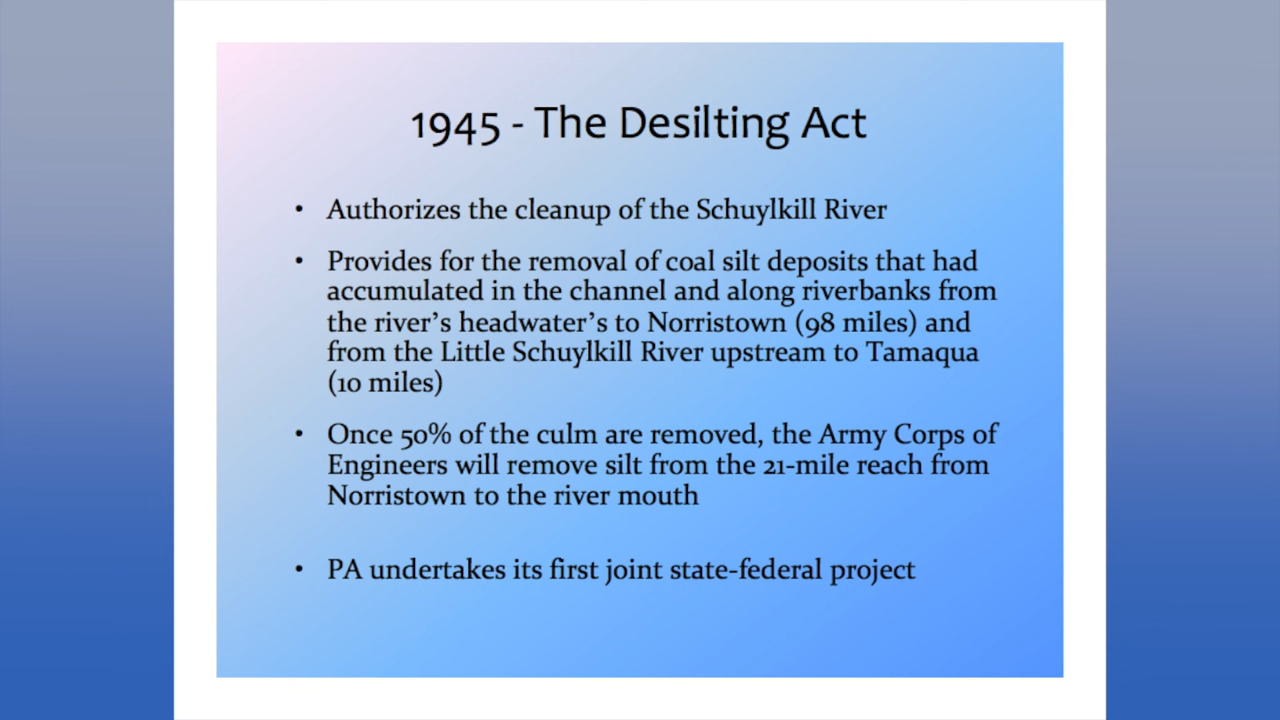 1945 - The Desilting Act
• Authorizes the cleanup of the Schuylkill River
• Provides for the removal of coal silt deposits that had
accumulated in the channel and along riverbanks from
the river’s headwater’s to Norristown (98 miles) and
from the Little Schuylkill River upstream to Tamaqua
(10 miles)
• Once 50% of the culm are removed, the Army Corps of
Engineers will remove silt from the 21-mile reach from
Norristown to the river mouth
• PA undertakes its first joint state-federal project